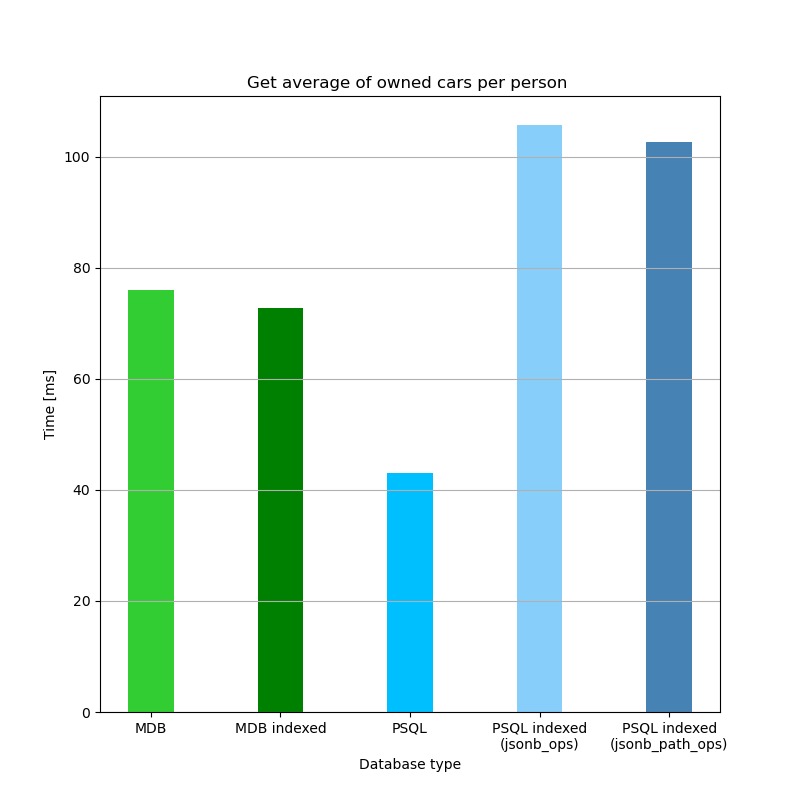 Get average of owned cars per person
100
80
60
40
20
0
Time [ms]
MDB
MDB indexed
PSQL
PSQL indexed
(jsonb_ops)
PSQL indexed
(jsonb_path_ops)
Database type